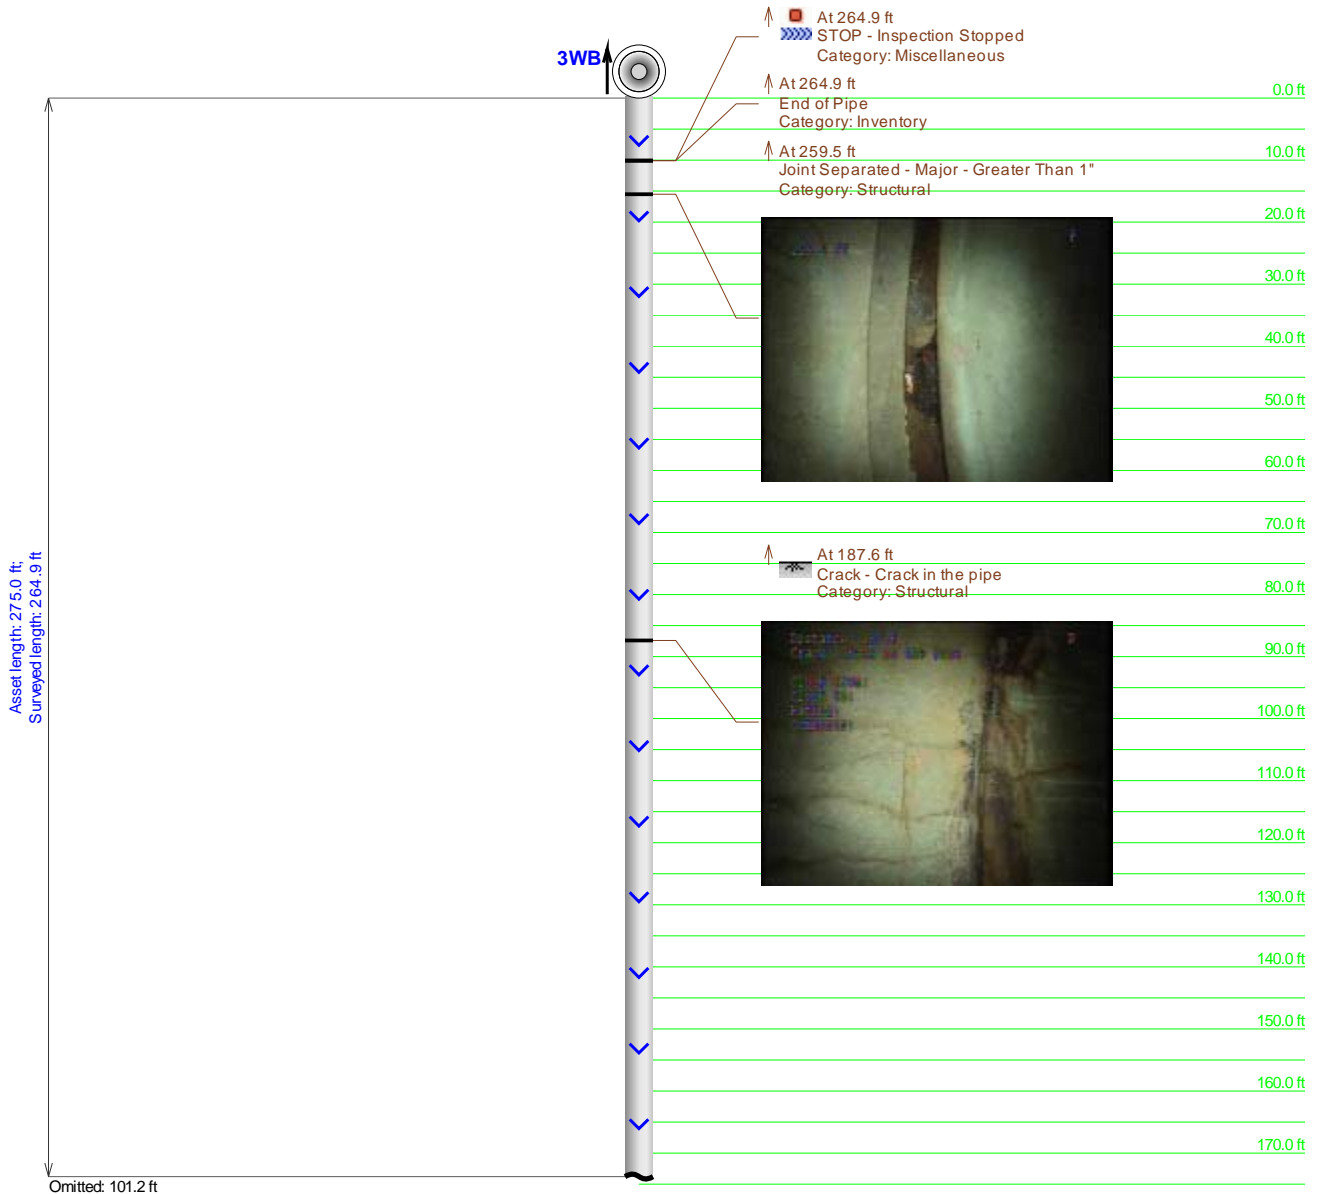 At 264.9 ft
STOP - Inspection Stopped
Category: Miscellaneous
3WB
At 264.9 ft
End of Pipe
Category: Inventory
At 259.5 ft
Joint Separated - Major - Greater Than 1"
Category: Structural
0.0 ft
10.0 ft
20.0 ft
30.0 ft
40.0 ft
50.0 ft
60.0 ft
70.0 ft
At 187.6 ft
Crack - Crack in the pipe
Category: Structural
80.0 ft
90.0 ft
100.0 ft
110.0 ft
120.0 ft
130.0 ft
140.0 ft
150.0 ft
160.0 ft
170.0 ft
Asset length: 275.0 ft;
Surveyed length: 264.9 ft
Omitted: 101.2 ft